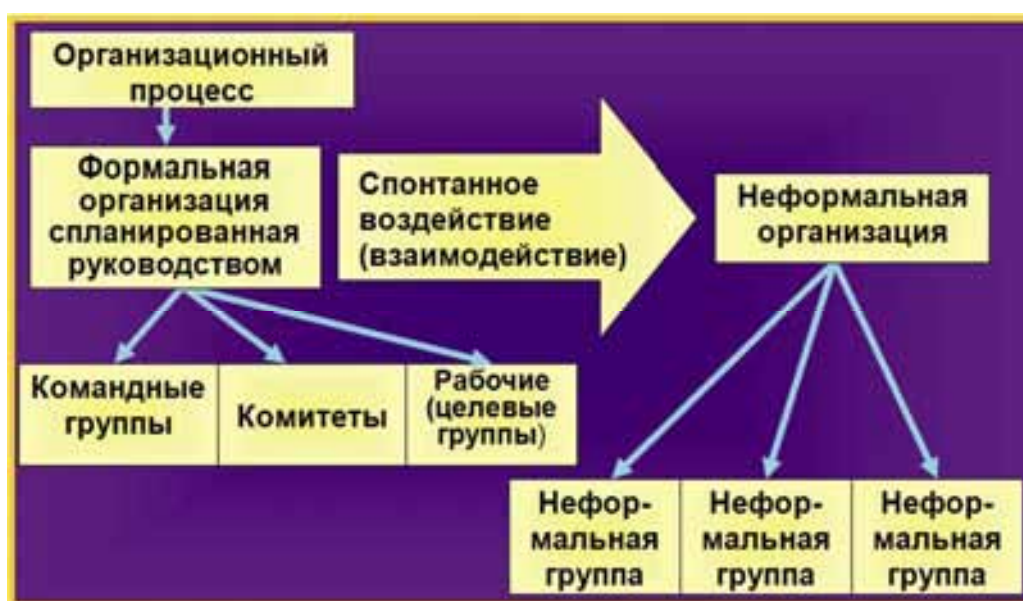 Организационный
процесс
Формальная
организация
спланированная
руководством
Спонтанное
воздействие
(взаимодействие)
Неформальная
организация
Командные
группы
Комитеты
Рабочие
(целевые
группы)
Нефор-
мальная
группа
Нефор-
мальная
группа
Нефор-
мальная
группа